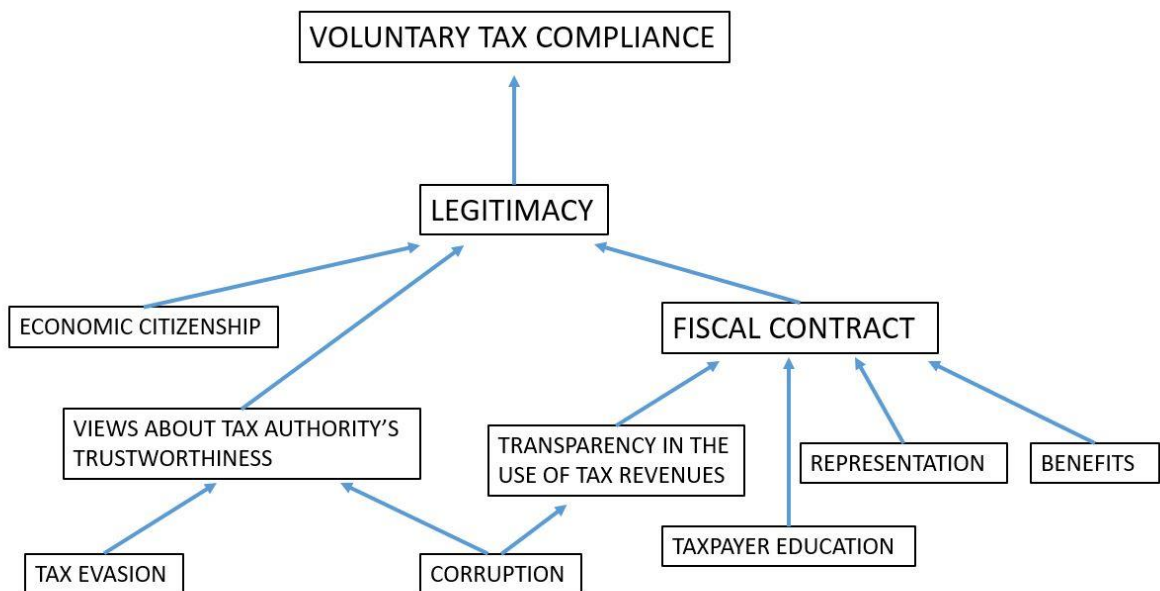 VOLUNTARY TAX COMPLIANCE
LEGITIMACY
ECONOMIC CITIZENSHIP
FISCAL CONTRACT
VIEWS ABOUT TAX AUTHORITY'S
TRUSTWORTHINESS
TRANSPARENCY IN THE
USE OF TAX REVENUES
REPRESENTATION
BENEFITS
TAXPAYER EDUCATION
TAX EVASION
CORRUPTION